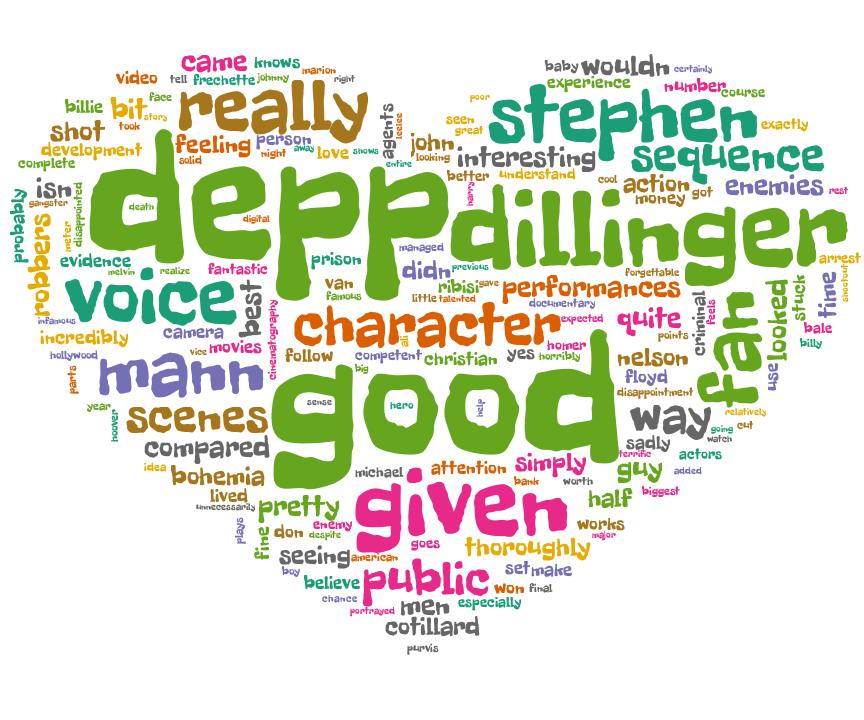 came
knows
marion
baby
wouldn
certainly
video
tell
frechette
johnny
right
experience
number
course
face
billie
bit
story
really
poor
stephen
shot
took
feeling
person
agents
leelee
seen
great
exactly
development
solid
night
away
love
shows
john
looking
interesting
sequence
complete
entire
better
understand
cool
action
money
got
enemies
rest
probably
isn
gangster
disappointed
depp
death
digital
harry
dillinger
robbers
meter
evidence
melvin
realize
fantastic
prison
managed
didn
previous
forgettable
arrest
voice
best
van
famous
ribisi
gave
little
talented
performances
documentary
criminal
feels
fan
looked
stuck
time
shootout
infamous
incredibly
camera
movies
cinematography
character
ali
expected
quite
points
bale
billy
hollywood
vice
follow
competent
christian
yes
horribly
homer
nelson
parts
mann
big
good
floyd
disappointment
use
year
hoover
scenes
sense
hero
help
way
relatively
going
cut
watch
compared
sadly
terrific
actors
idea
bohemia
michael
attention
simply
guy
added
lived
unnecessarily
bank
worth
half
biggest
plays
pretty
given
fine
don
enemy
despite
works
major
goes
thoroughly
seeing
american
boy
believe
public
set
make
won
final
chance
portrayed
men
especially
cotillard
purvis